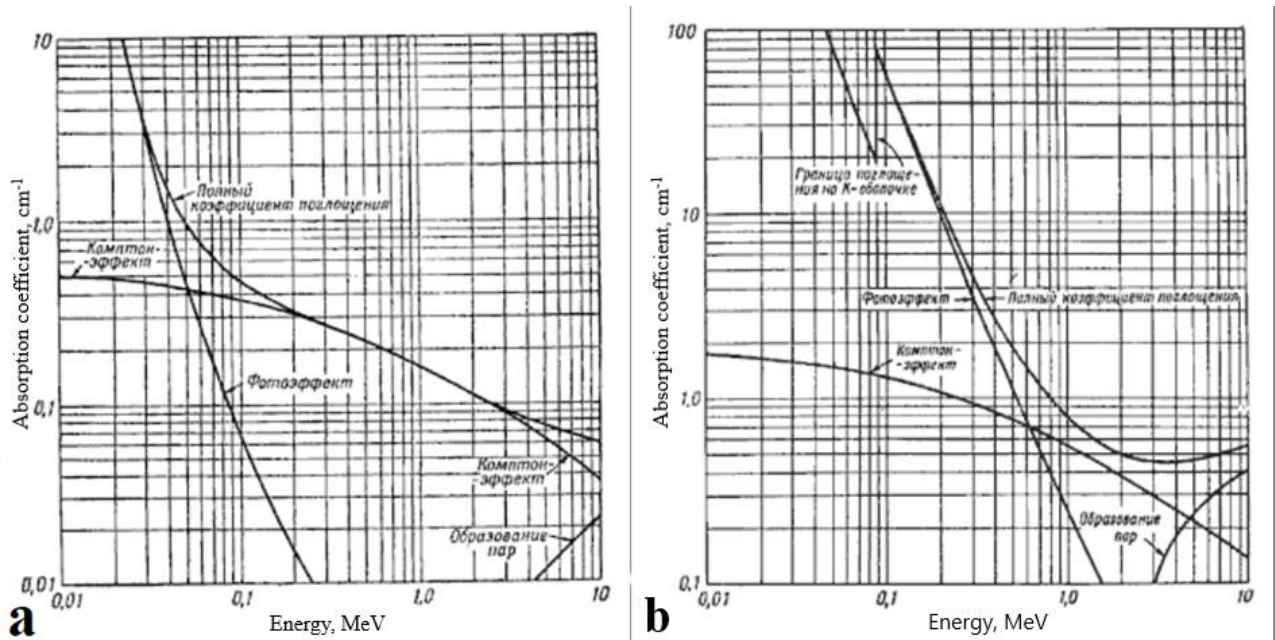 Absorption coefficient, cm⁻¹
10
1,0
0,1
0,01
Полный
коэффициент поглощения
Комптон-
-эффект
Фотоэффект
Комптон-
-эффект
Образование
пар
0,01
0,1
1,0
10
Energy, MeV
a
Absorption coefficient, cm⁻¹
100
10
1,0
0,1
Граница поглоще-
ния на К-оболочке
Фотоэффект
Полный коэффициент поглощения
Комптон-
-эффект
Образование
пар
0,01
0,1
1,0
10
Energy, MeV
b